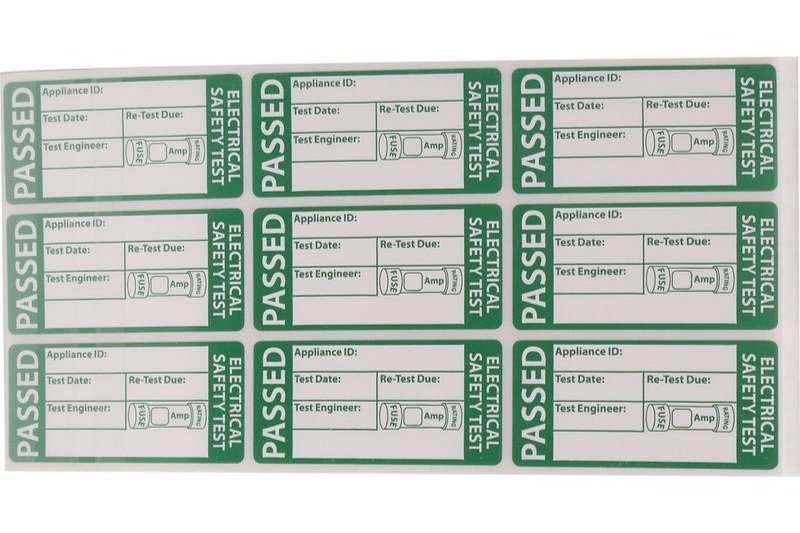 PASSED
Appliance ID:
Test Date: Re-Test Due:
Test Engineer: FUSE Amp RATING
ELECTRICAL
SAFETY TEST
PASSED
Appliance ID:
Test Date: Re-Test Due:
Test Engineer: FUSE Amp RATING
ELECTRICAL
SAFETY TEST
PASSED
Appliance ID:
Test Date: Re-Test Due:
Test Engineer: FUSE Amp RATING
ELECTRICAL
SAFETY TEST
PASSED
Appliance ID:
Test Date: Re-Test Due:
Test Engineer: FUSE Amp RATING
ELECTRICAL
SAFETY TEST
PASSED
Appliance ID:
Test Date: Re-Test Due:
Test Engineer: FUSE Amp RATING
ELECTRICAL
SAFETY TEST
PASSED
Appliance ID:
Test Date: Re-Test Due:
Test Engineer: FUSE Amp RATING
ELECTRICAL
SAFETY TEST
PASSED
Appliance ID:
Test Date: Re-Test Due:
Test Engineer: FUSE Amp RATING
ELECTRICAL
SAFETY TEST
PASSED
Appliance ID:
Test Date: Re-Test Due:
Test Engineer: FUSE Amp RATING
ELECTRICAL
SAFETY TEST
PASSED
Appliance ID:
Test Date: Re-Test Due:
Test Engineer: FUSE Amp RATING
ELECTRICAL
SAFETY TEST